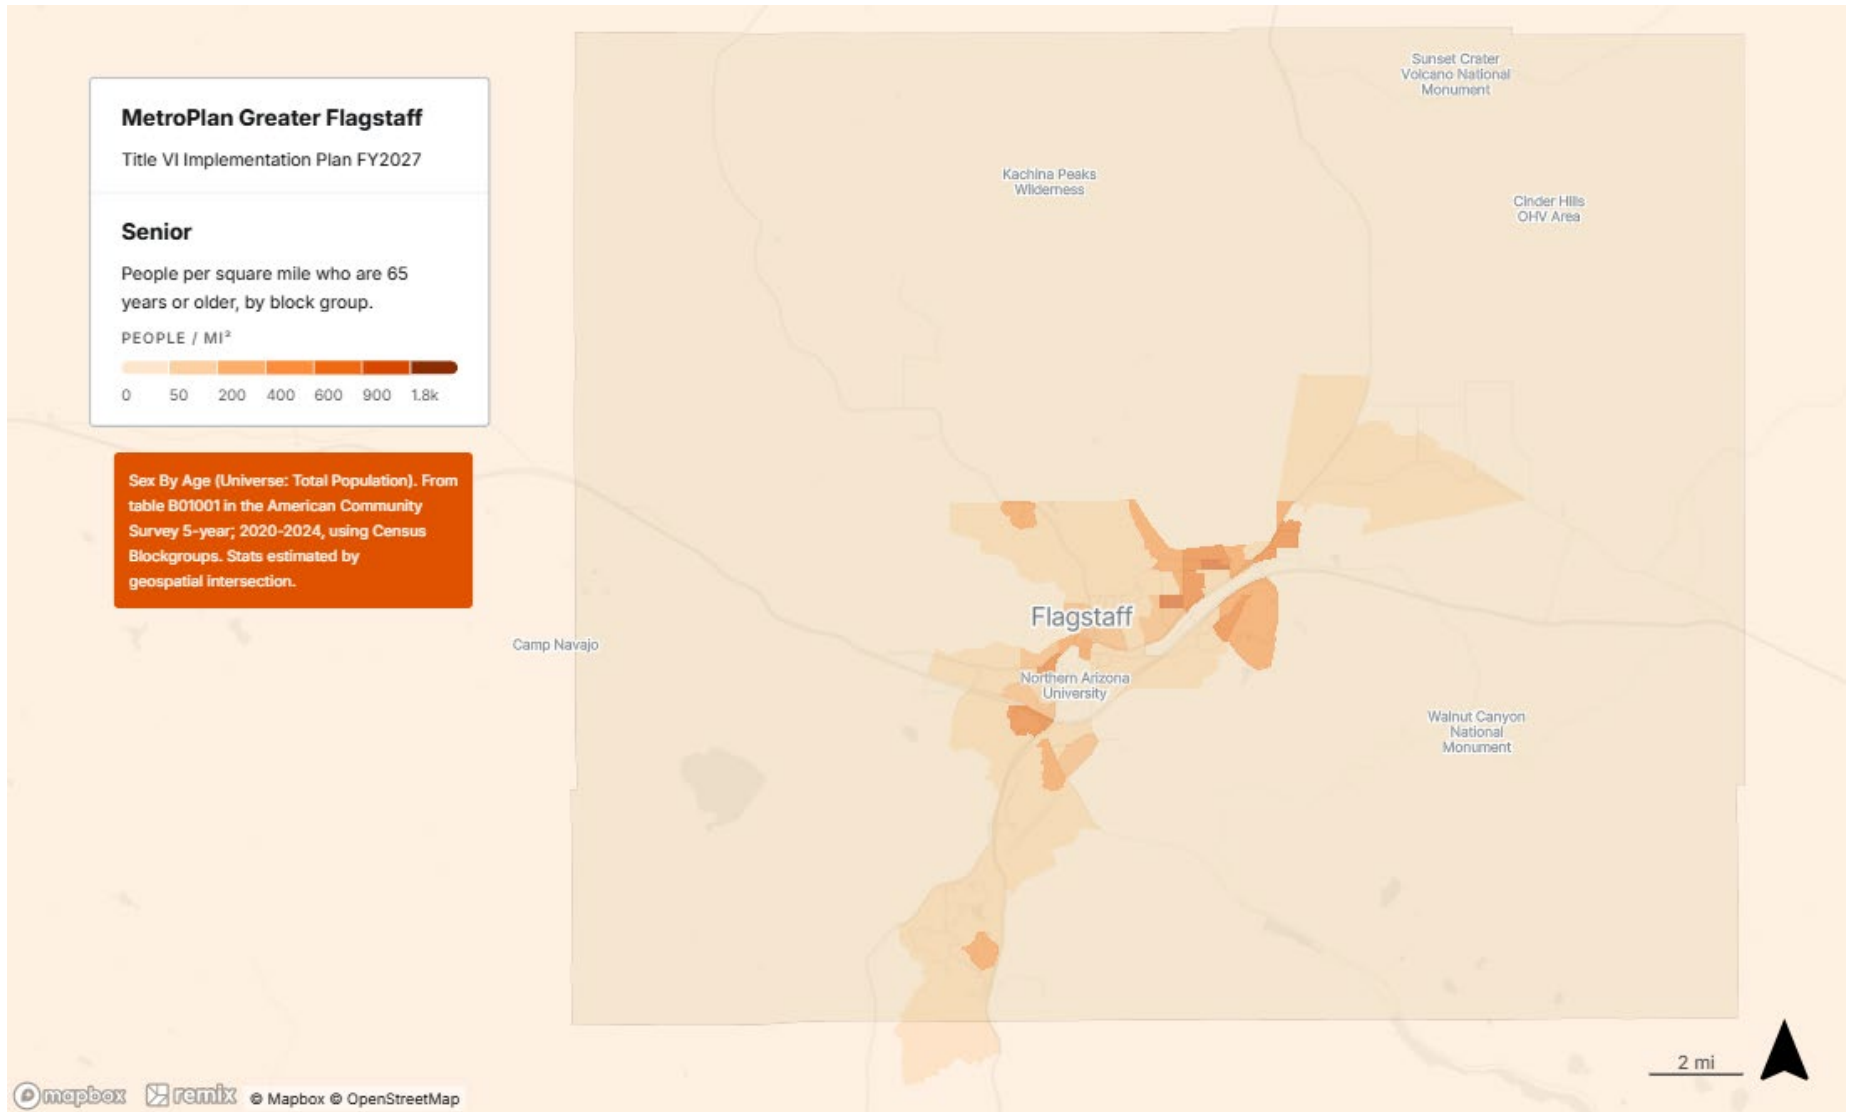 MetroPlan Greater Flagstaff
Title VI Implementation Plan FY2027
Senior
People per square mile who are 65
years or older, by block group.
PEOPLE / MI²
0 50 200 400 600 900 1.8k
Sex By Age (Universe: Total Population). From
table B01001 in the American Community
Survey 5-year; 2020-2024, using Census
Blockgroups. Stats estimated by
geospatial intersection.
Sunset Crater
Volcano National
Monument
Kachina Peaks
Wilderness
Cinder Hills
OHV Area
Flagstaff
Camp Navajo
Northern Arizona
University
Walnut Canyon
National
Monument
2 mi
mapbox remix © Mapbox © OpenStreetMap